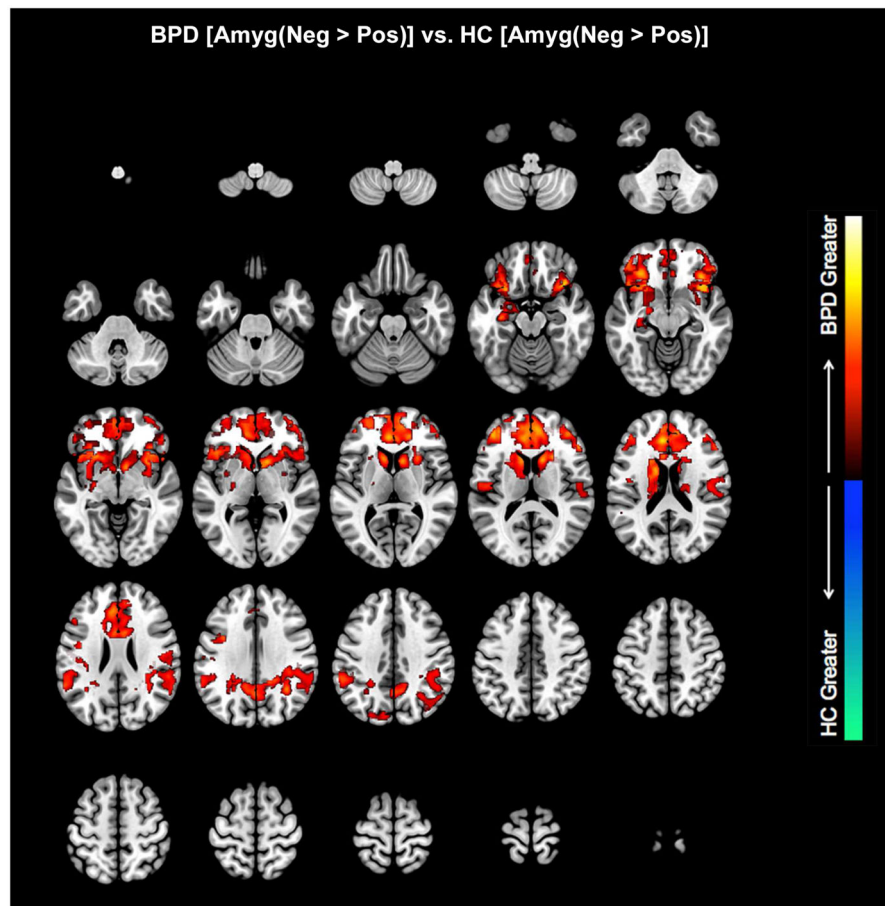 BPD [Amyg(Neg > Pos)] vs. HC [Amyg(Neg > Pos)]
BPD Greater
HC Greater